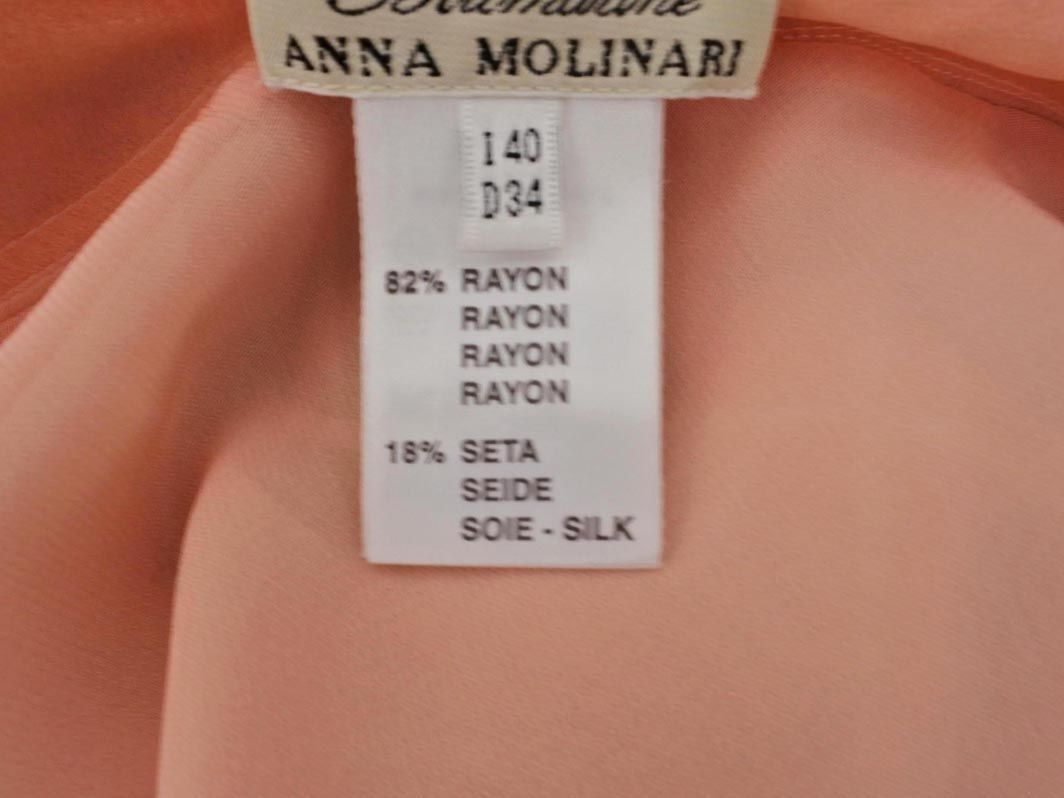 ANNA MOLINARI
I 40
D34
82% RAYON
RAYON
RAYON
RAYON
18% SETA
SEIDE
SOIE - SILK